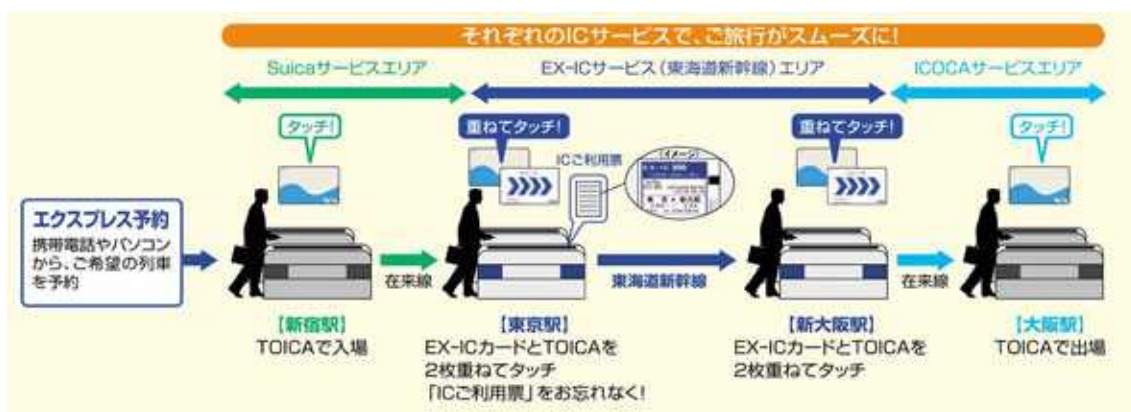 それぞれのICサービスで、ご旅行がスムーズに!
Suicaサービスエリア
EX-ICサービス(東海道新幹線)エリア
ICOCAサービスエリア
タッチ!
重ねてタッチ!
ICご利用票
(イメージ)
重ねてタッチ!
タッチ!
エクスプレス予約
携帯電話やパソコン
から、ご希望の列車
を予約
在来線
東海道新幹線
在来線
【新宿駅】
TOICAで入場
【東京駅】
EX-ICカードとTOICAを
2枚重ねてタッチ
「ICご利用票」をお忘れなく!
【新大阪駅】
EX-ICカードとTOICAを
2枚重ねてタッチ
【大阪駅】
TOICAで出場